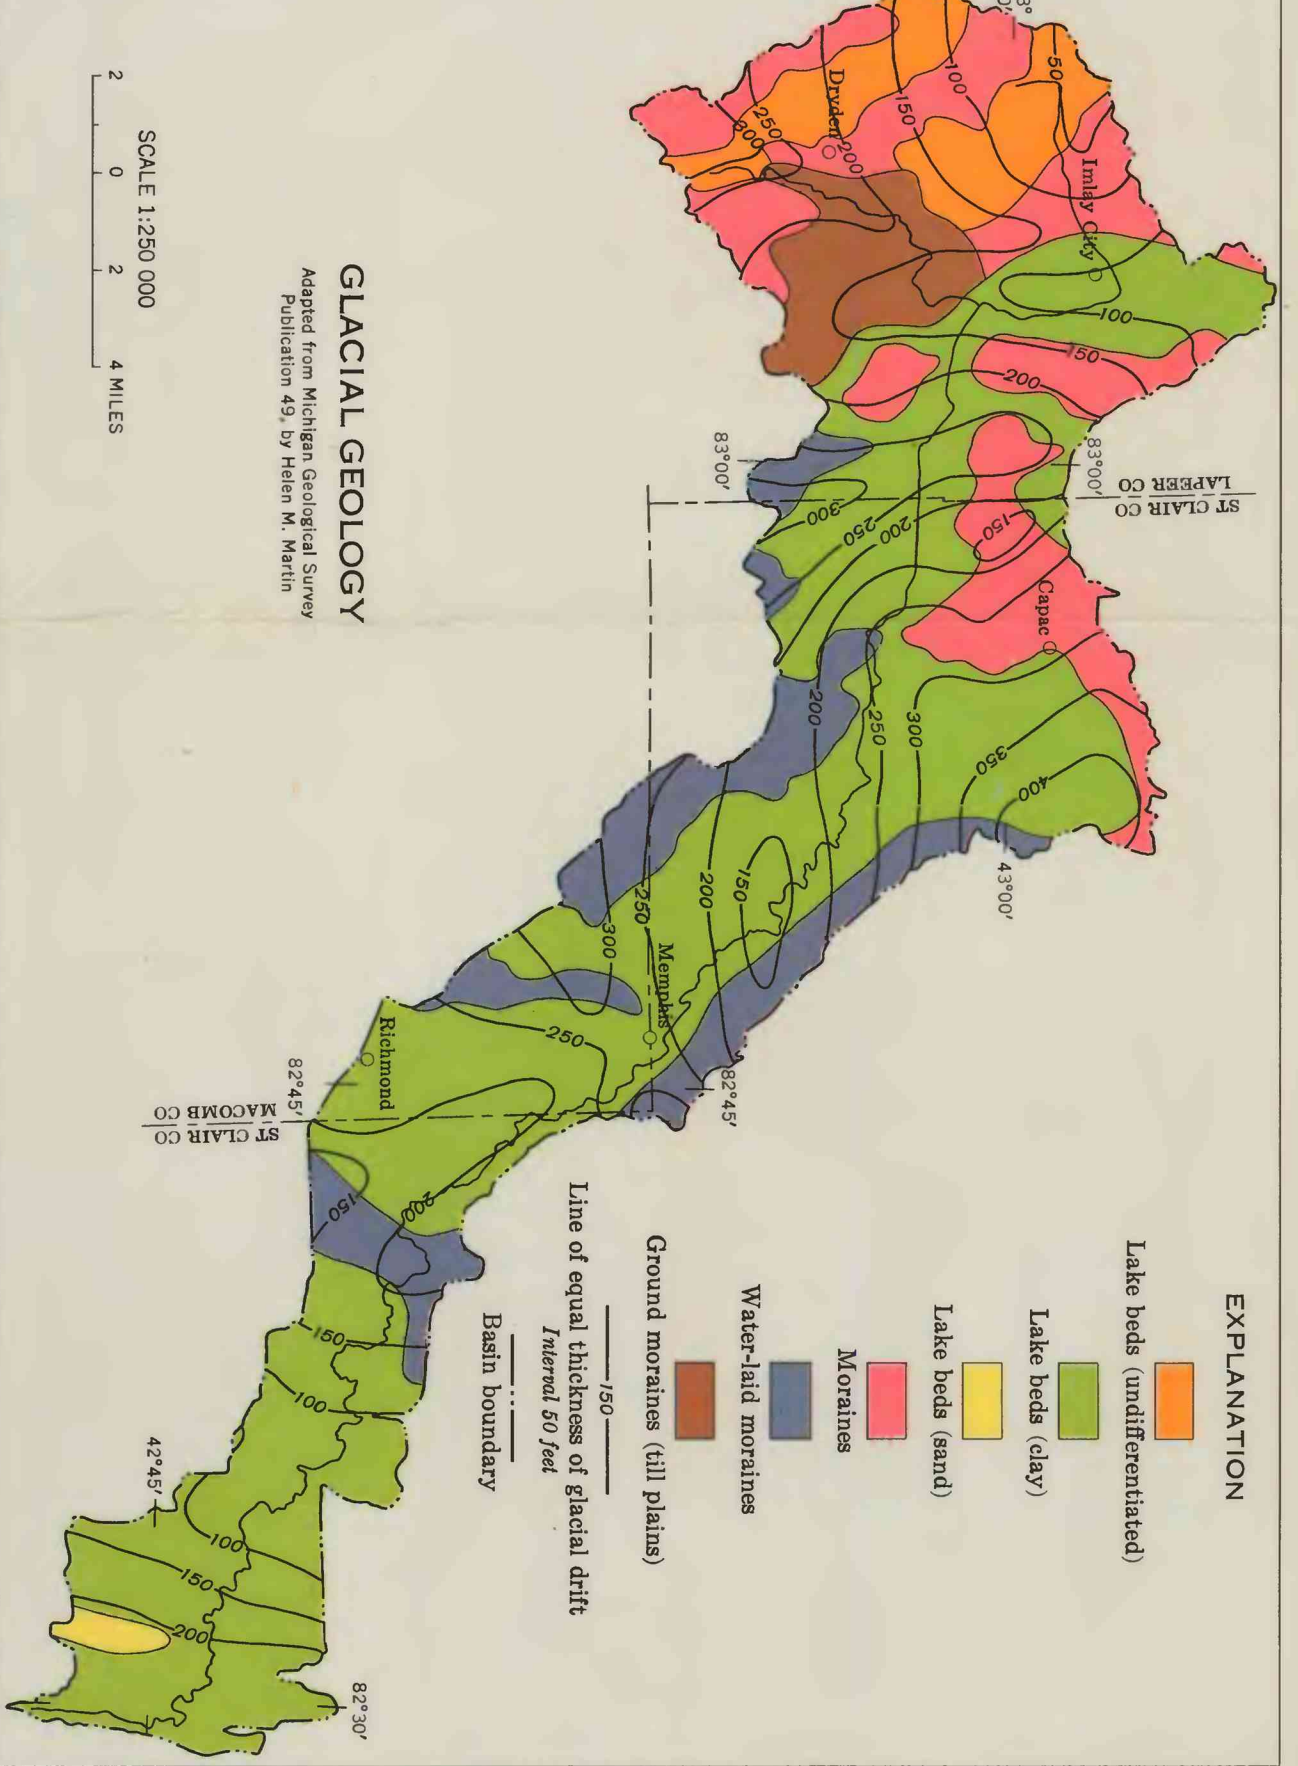 EXPLANATION
Lake beds (undifferentiated)
Lake beds (clay)
Lake beds (sand)
Moraines
Water-laid moraines
Ground moraines (till plains)
150
Line of equal thickness of glacial drift
Interval 50 feet
Basin boundary
GLACIAL GEOLOGY
Adapted from Michigan Geological Survey
Publication 49, by Helen M. Martin
SCALE 1:250 000
2 0 2 4 MILES
Dryden
Imlay City
Capac
Memphis
Richmond
LAPEER CO
ST CLAIR CO
MACOMB CO
ST CLAIR CO
83°00'
83°00'
43°00'
82°45'
82°45'
42°45'
82°30'
50
100
150
200
250
300
100
150
200
300
250
200
150
200
250
300
350
400
150
200
250
300
250
200
150
150
100
100
150
200